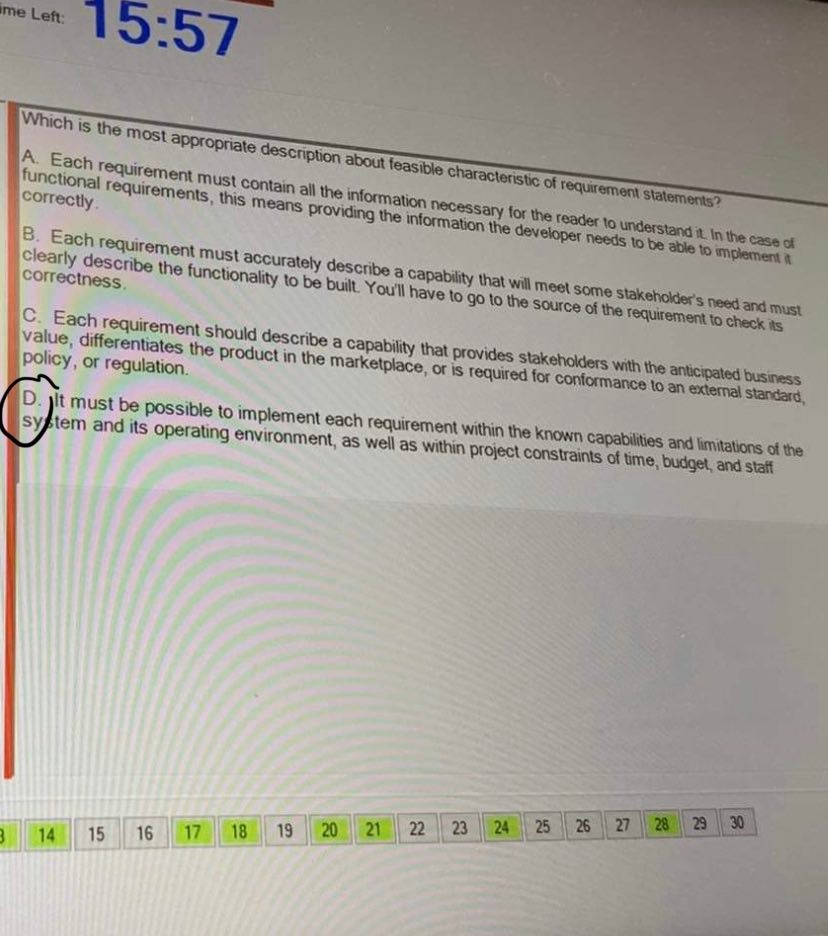 ime Left: 15:57
Which is the most appropriate description about feasible characteristic of requirement statements?
A. Each requirement must contain all the information necessary for the reader to understand it. In the case of
functional requirements, this means providing the information the developer needs to be able to implement it
correctly.
B. Each requirement must accurately describe a capability that will meet some stakeholder's need and must
clearly describe the functionality to be built. You'll have to go to the source of the requirement to check its
correctness.
C. Each requirement should describe a capability that provides stakeholders with the anticipated business
value, differentiates the product in the marketplace, or is required for conformance to an external standard,
policy, or regulation.
D. It must be possible to implement each requirement within the known capabilities and limitations of the
system and its operating environment, as well as within project constraints of time, budget, and staff
3 14 15 16 17 18 19 20 21 22 23 24 25 26 27 28 29 30